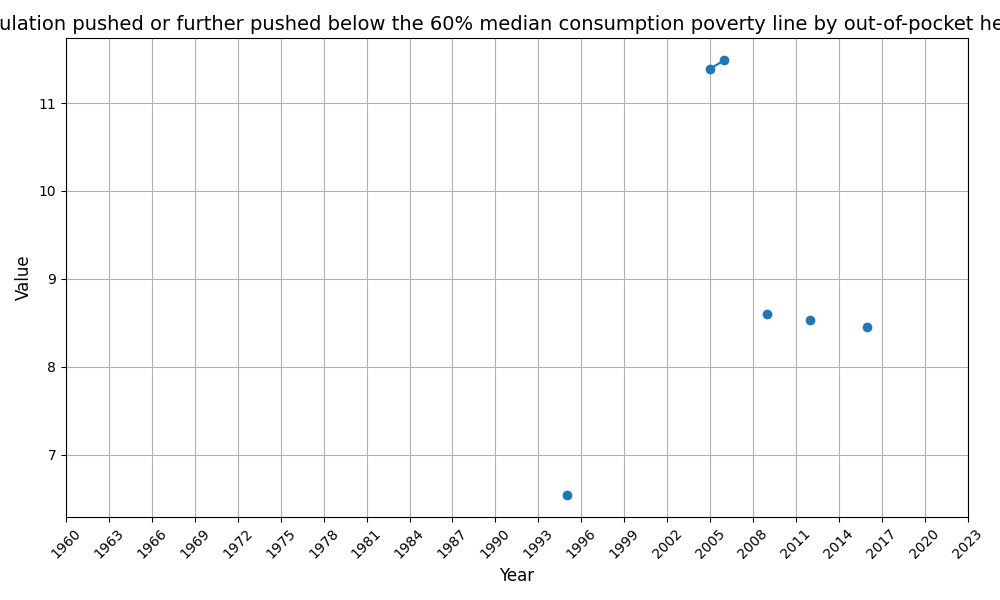 ulation pushed or further pushed below the 60% median consumption poverty line by out-of-pocket he
Value
11
10
9
8
7
1960 1963 1966 1969 1972 1975 1978 1981 1984 1987 1990 1993 1996 1999 2002 2005 2008 2011 2014 2017 2020 2023
Year